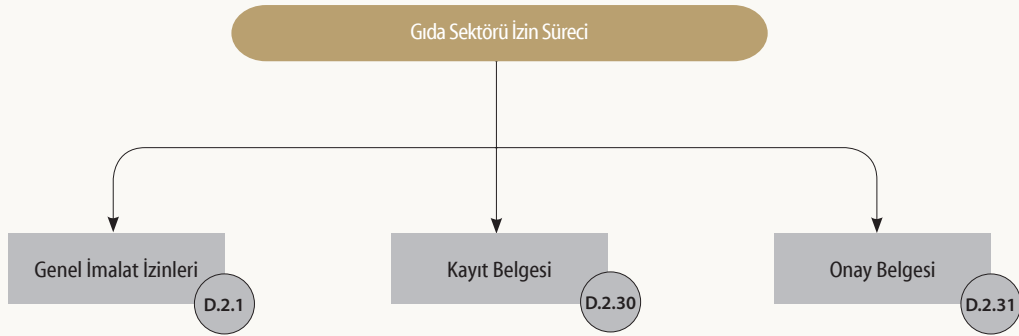 Gıda Sektörü İzin Süreci
Genel İmalat İzinleri
D.2.1
Kayıt Belgesi
D.2.30
Onay Belgesi
D.2.31